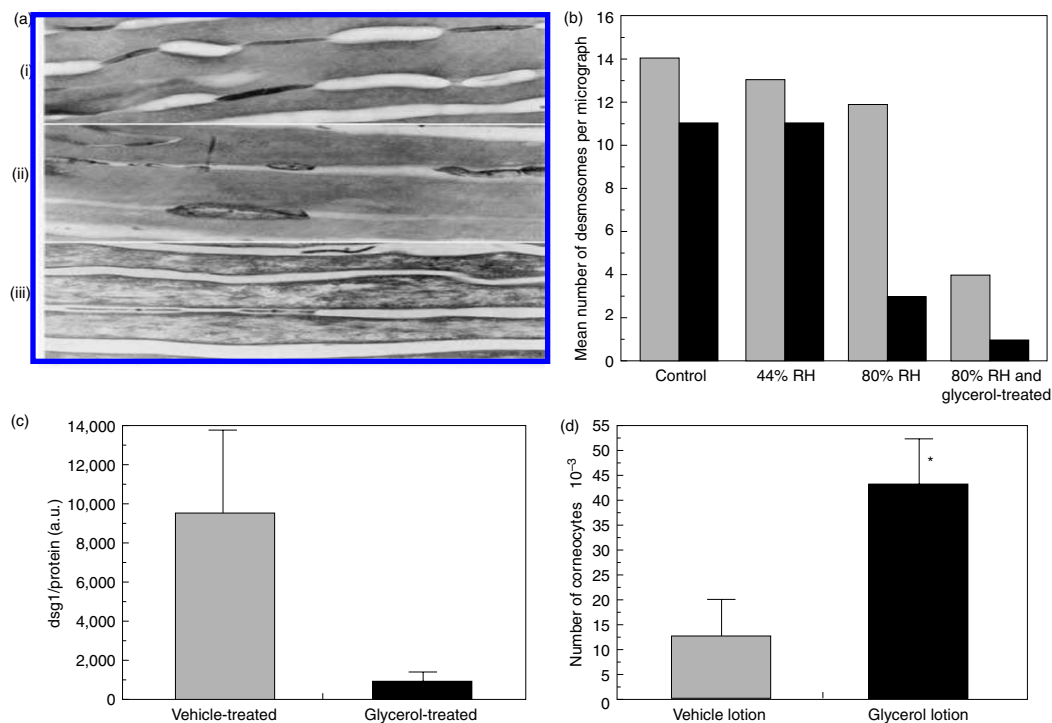 (a)
(i)
(ii)
(iii)
(b)
Mean number of desmosomes per micrograph
16
14
12
10
8
6
4
2
0
Control
44% RH
80% RH
80% RH and
glycerol-treated
(c)
dsg1/protein (a.u.)
14,000
12,000
10,000
8,000
6,000
4,000
2,000
0
Vehicle-treated
Glycerol-treated
(d)
Number of corneocytes 10⁻³
55
50
45
40
35
30
25
20
15
10
5
0
*
Vehicle lotion
Glycerol lotion